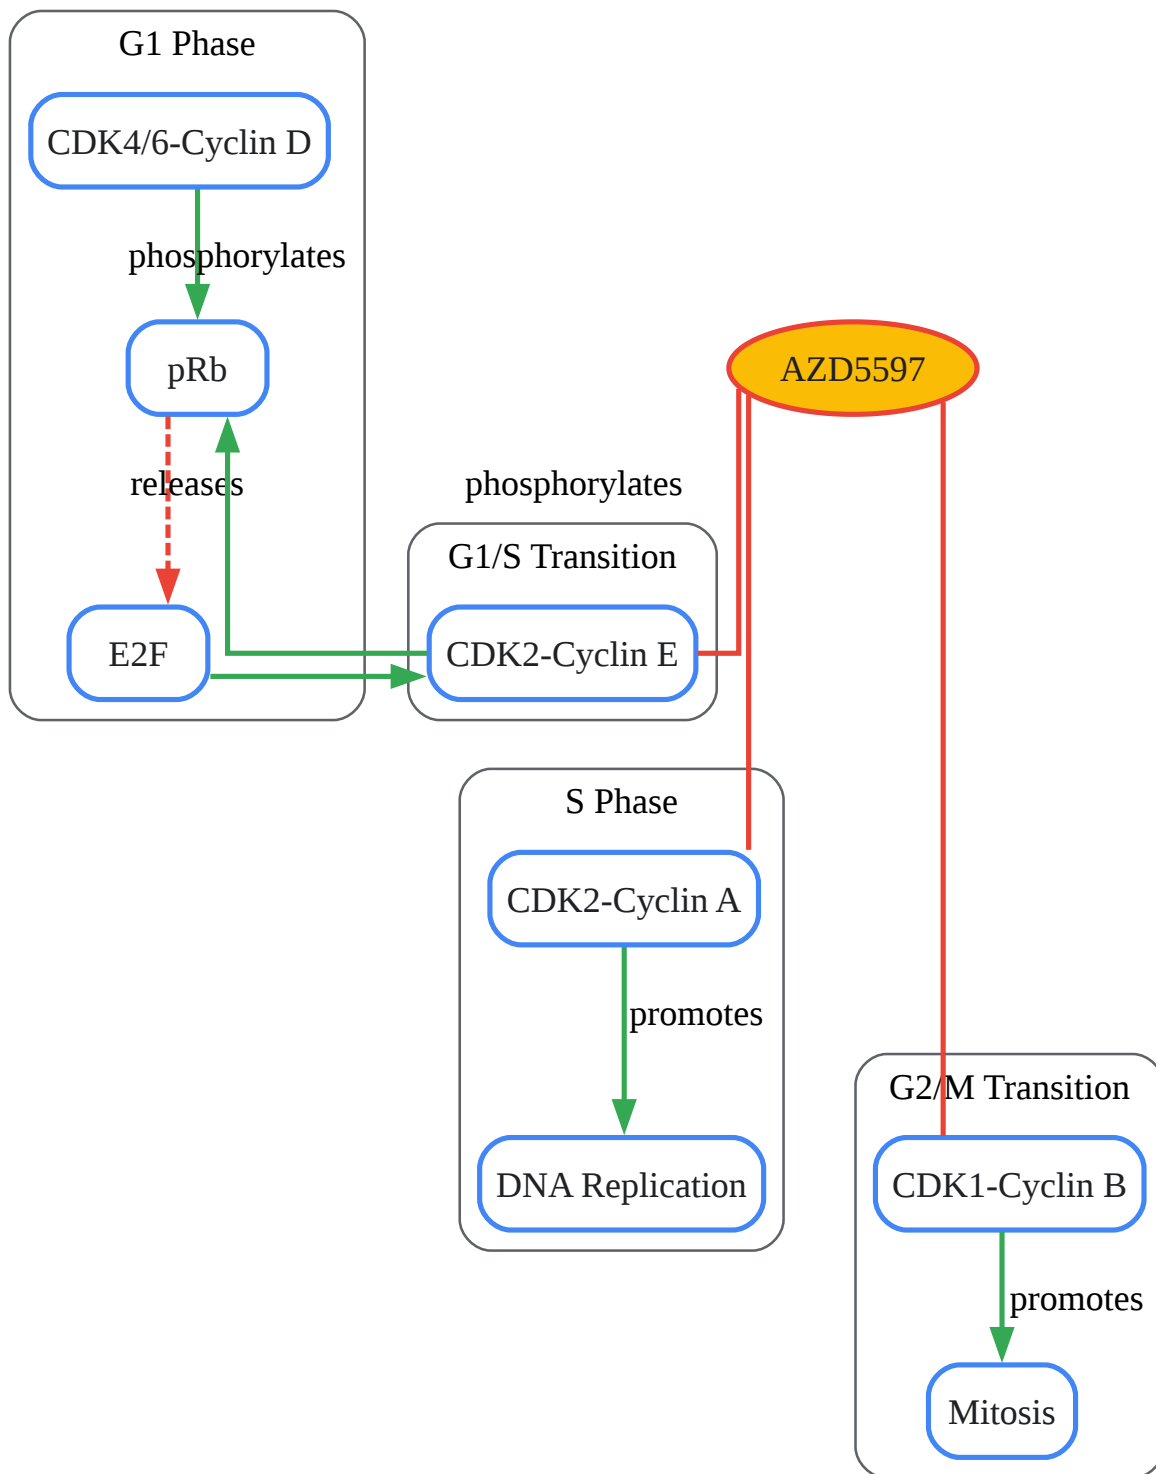 G1 Phase
CDK4/6-Cyclin D
phosphorylates
pRb
AZD5597
releases
phosphorylates
G1/S Transition
E2F
CDK2-Cyclin E
S Phase
CDK2-Cyclin A
promotes
G2/M Transition
DNA Replication
CDK1-Cyclin B
promotes
Mitosis